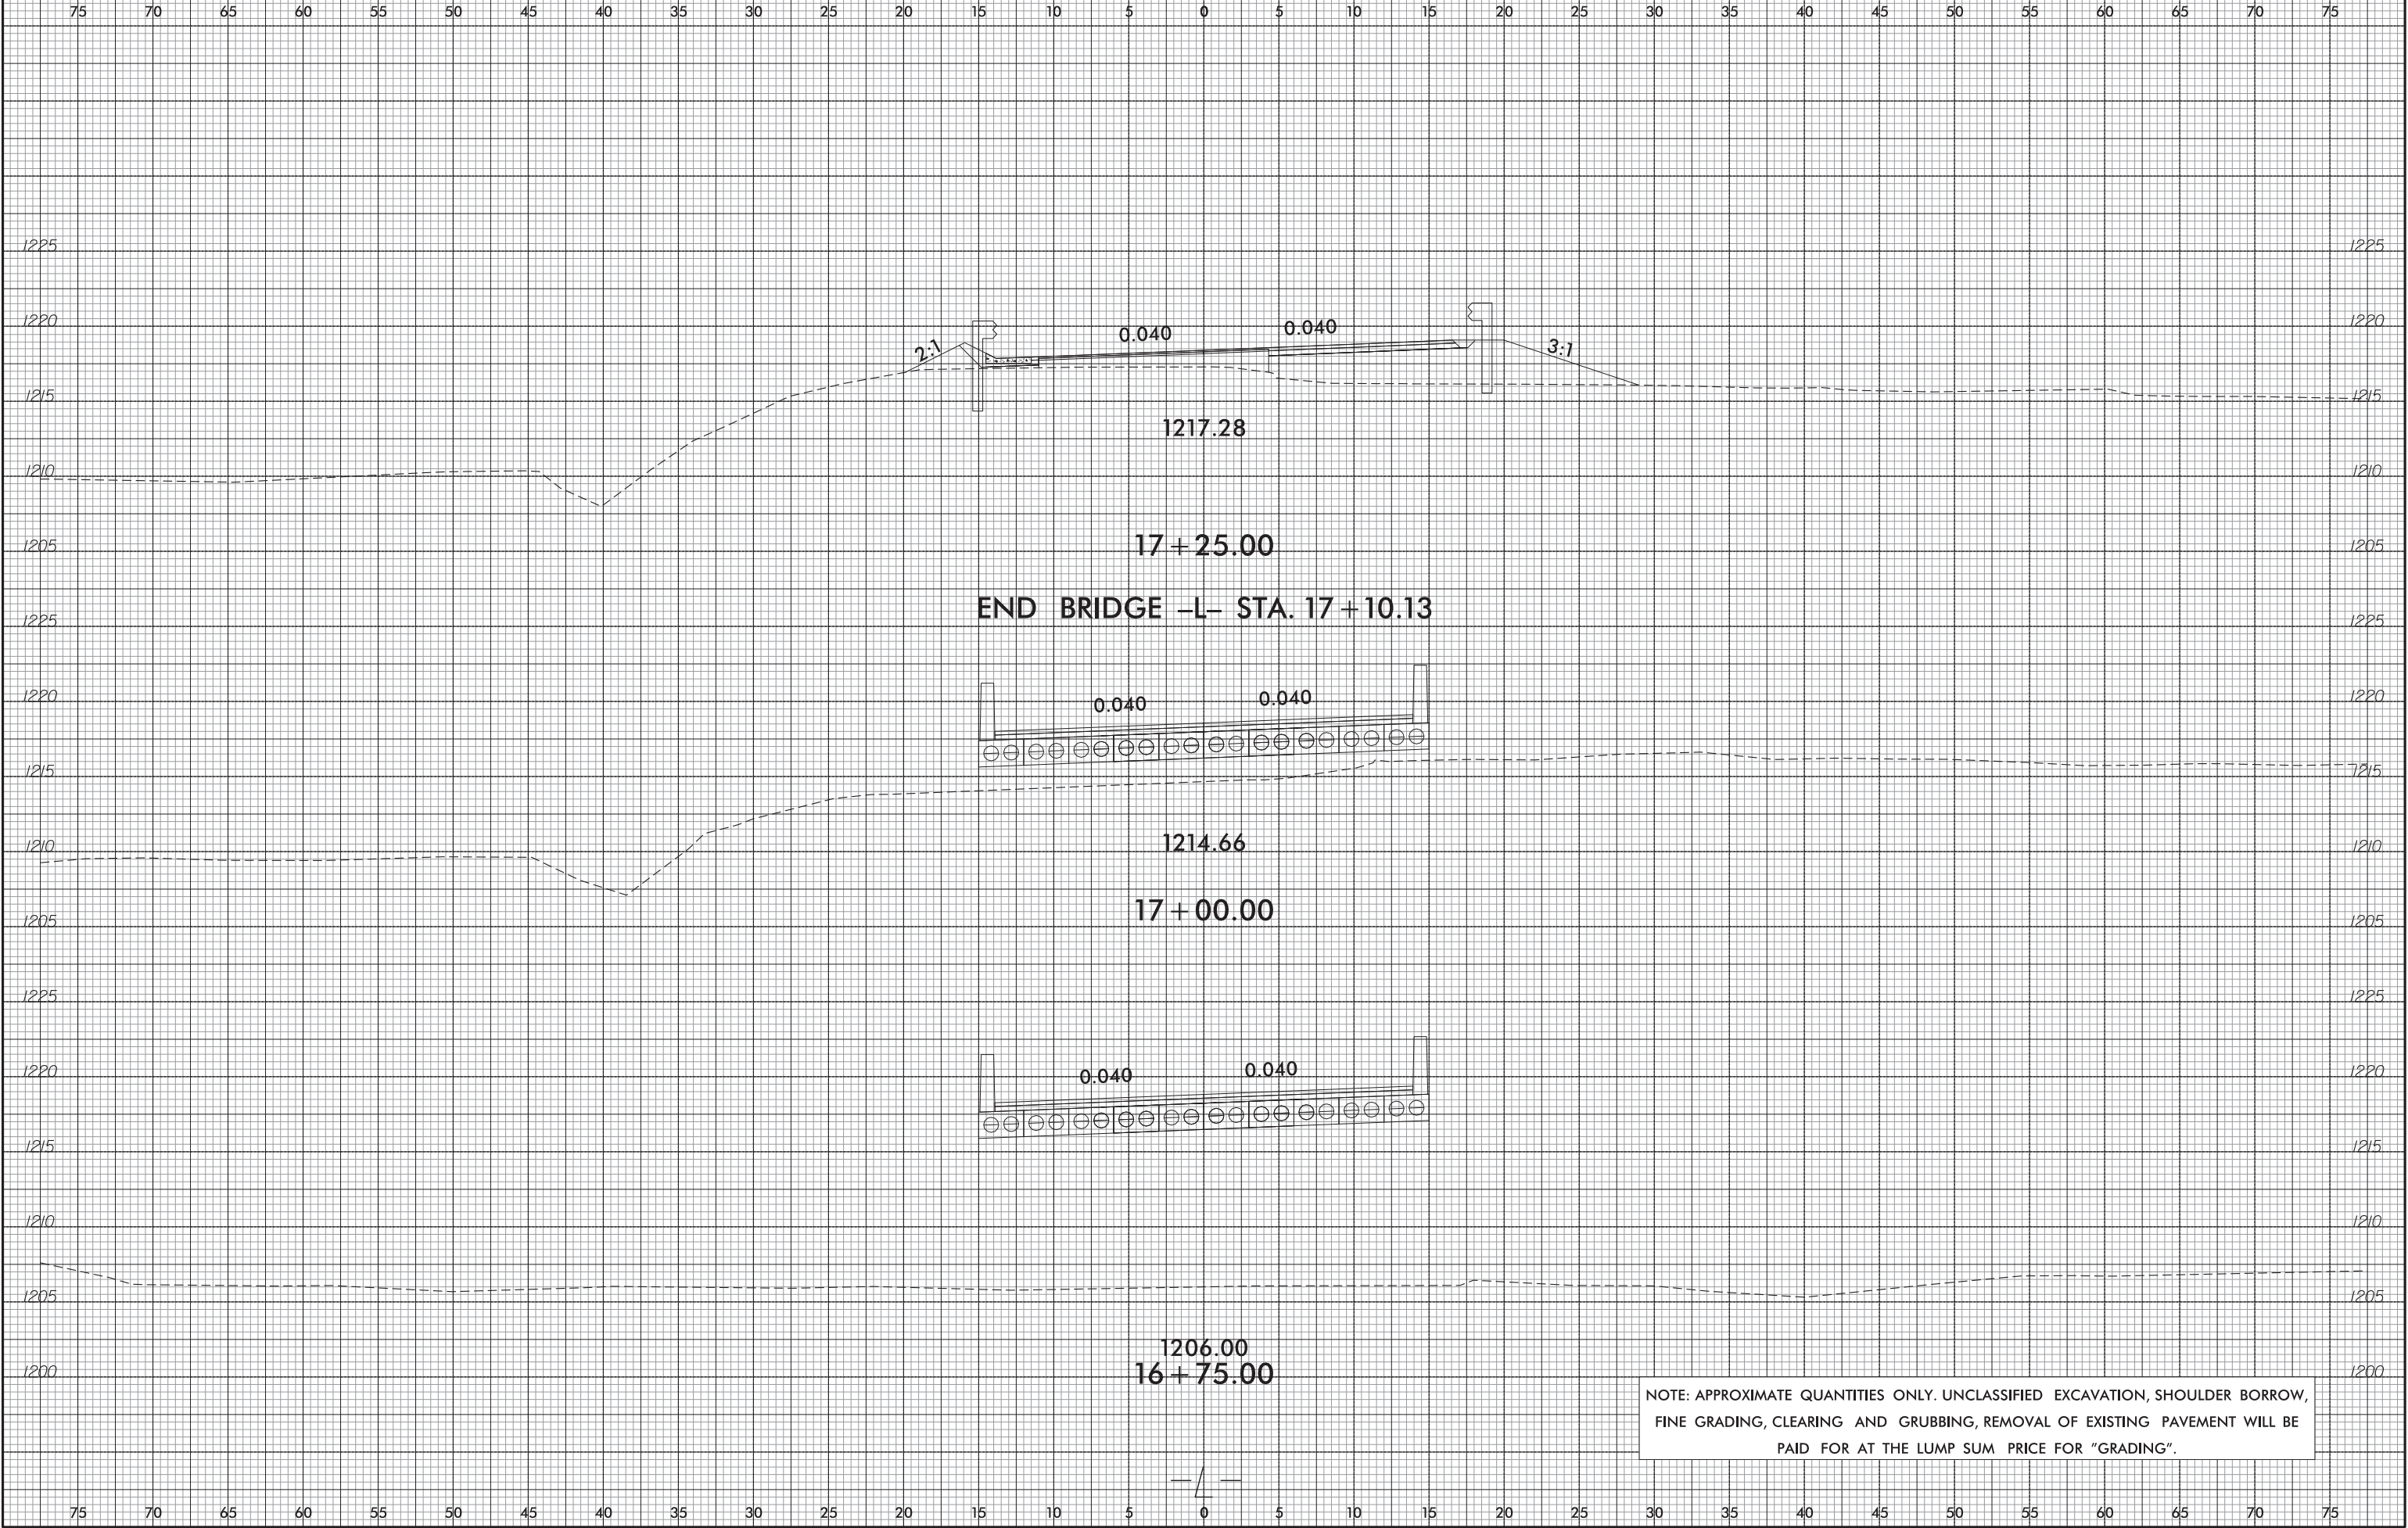 75 70 65 60 55 50 45 40 35 30 25 20 15 10 5 0 5 10 15 20 25 30 35 40 45 50 55 60 65 70 75
1225 1225
1220 0.040 0.040 1220
2:1 3:1
1215 1215
1217.28
1210 1210
1205 17+25.00 1205
END BRIDGE -L- STA. 17+10.13
1225 1225
1220 0.040 0.040 1220
1215 1215
1210 1214.66 1210
1205 17+00.00 1205
1225 1225
1220 0.040 0.040 1220
1215 1215
1210 1210
1205 1205
1206.00
1200 16+75.00 1200
NOTE: APPROXIMATE QUANTITIES ONLY. UNCLASSIFIED EXCAVATION, SHOULDER BORROW,
FINE GRADING, CLEARING AND GRUBBING, REMOVAL OF EXISTING PAVEMENT WILL BE
PAID FOR AT THE LUMP SUM PRICE FOR "GRADING".
-L-
75 70 65 60 55 50 45 40 35 30 25 20 15 10 5 0 5 10 15 20 25 30 35 40 45 50 55 60 65 70 75